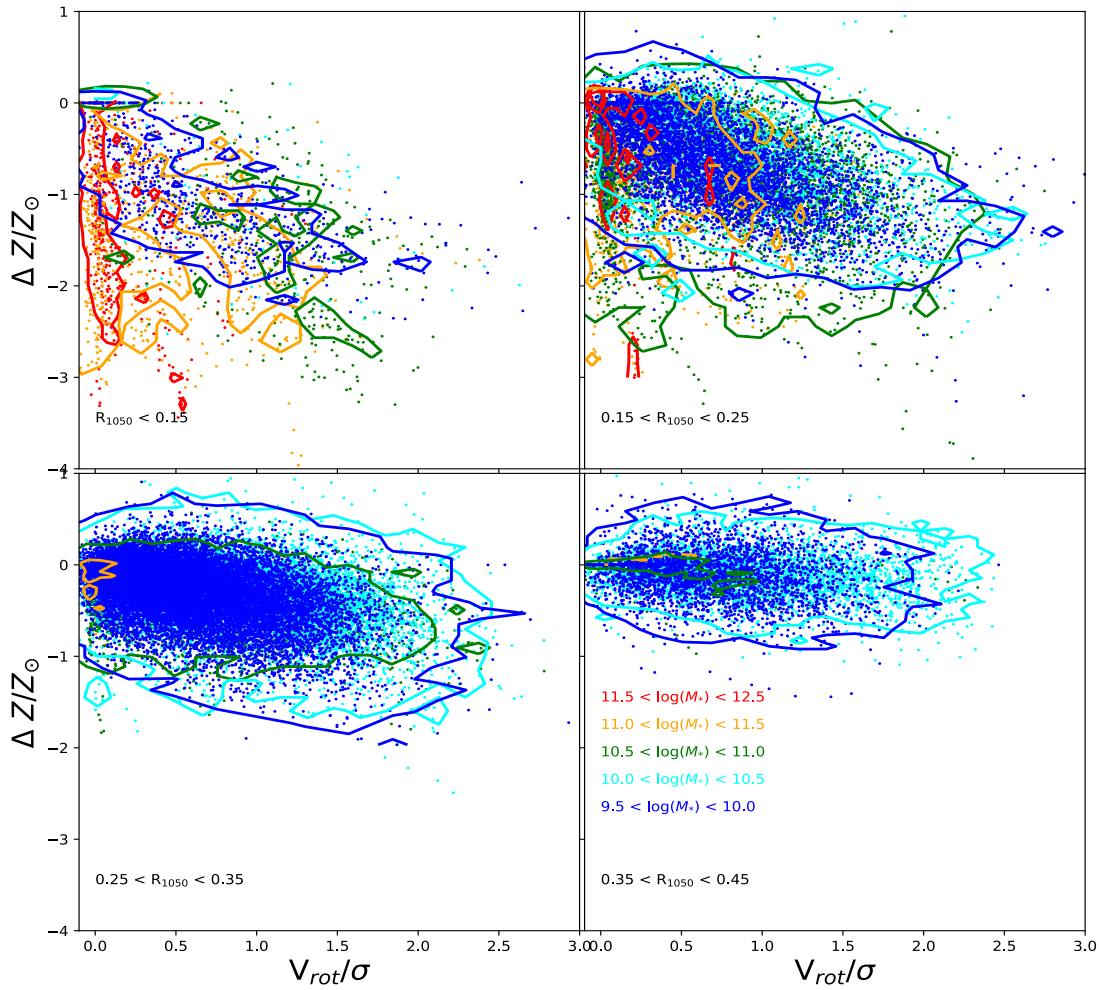 1
0
−1
−2
−3
−4
Δ Z/Z⊙
R₁₀₅₀ < 0.15
0.15 < R₁₀₅₀ < 0.25
1
0
−1
−2
−3
−4
Δ Z/Z⊙
11.5 < log(M*) < 12.5
11.0 < log(M*) < 11.5
10.5 < log(M*) < 11.0
10.0 < log(M*) < 10.5
9.5 < log(M*) < 10.0
0.25 < R₁₀₅₀ < 0.35
0.35 < R₁₀₅₀ < 0.45
0.0 0.5 1.0 1.5 2.0 2.5 3.0
0.0 0.5 1.0 1.5 2.0 2.5 3.0
V_rot/σ
V_rot/σ